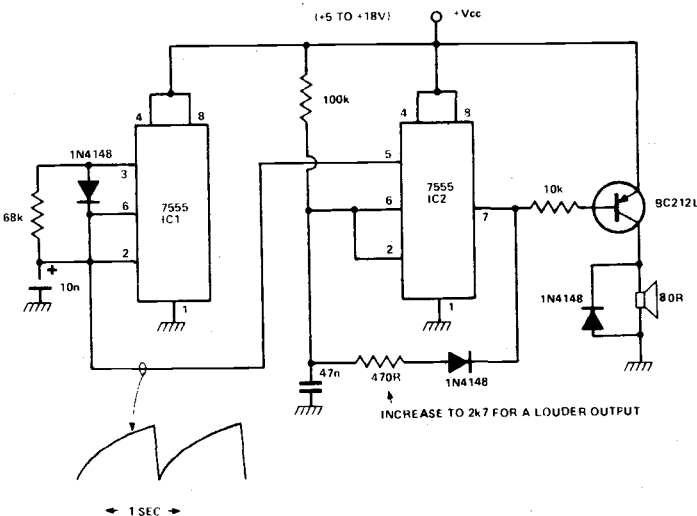 (+5 TO +18V)
+Vcc
100k
4
8
4
8
1N4148
3
5
68k
6
7555
IC1
7555
IC2
6
7
10k
BC212L
2
2
+
10n
1
1
1N4148
80R
47n
470R
1N4148
INCREASE TO 2k7 FOR A LOUDER OUTPUT
1 SEC